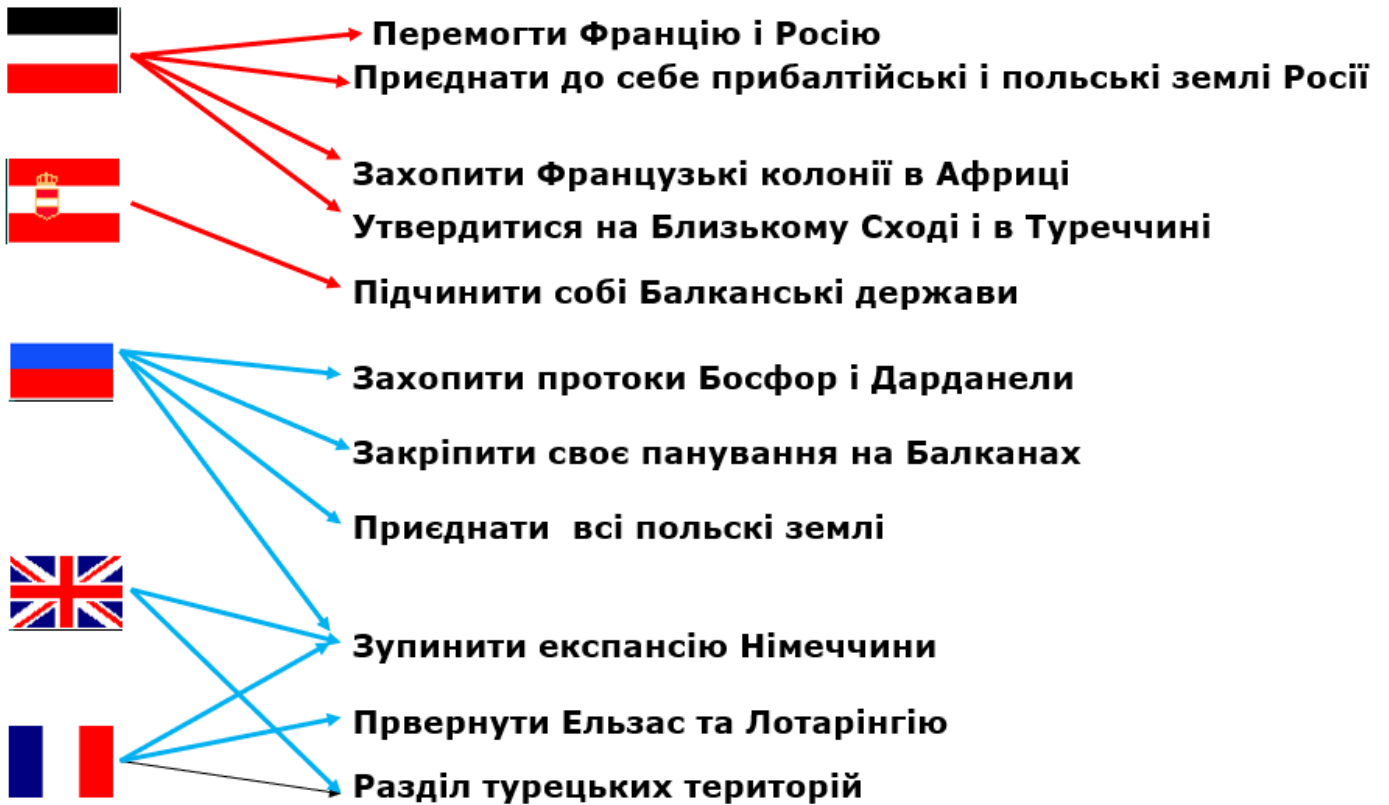 Перемогти Францію і Росію
Приєднати до себе прибалтійські і польські землі Росії
Захопити Французькі колонії в Африці
Утвердитися на Близькому Сході і в Туреччині
Підчинити собі Балканські держави
Захопити протоки Босфор і Дарданели
Закріпити своє панування на Балканах
Приєднати всі польскі землі
Зупинити експансію Німеччини
Првернути Ельзас та Лотарінгію
Разділ турецьких територій